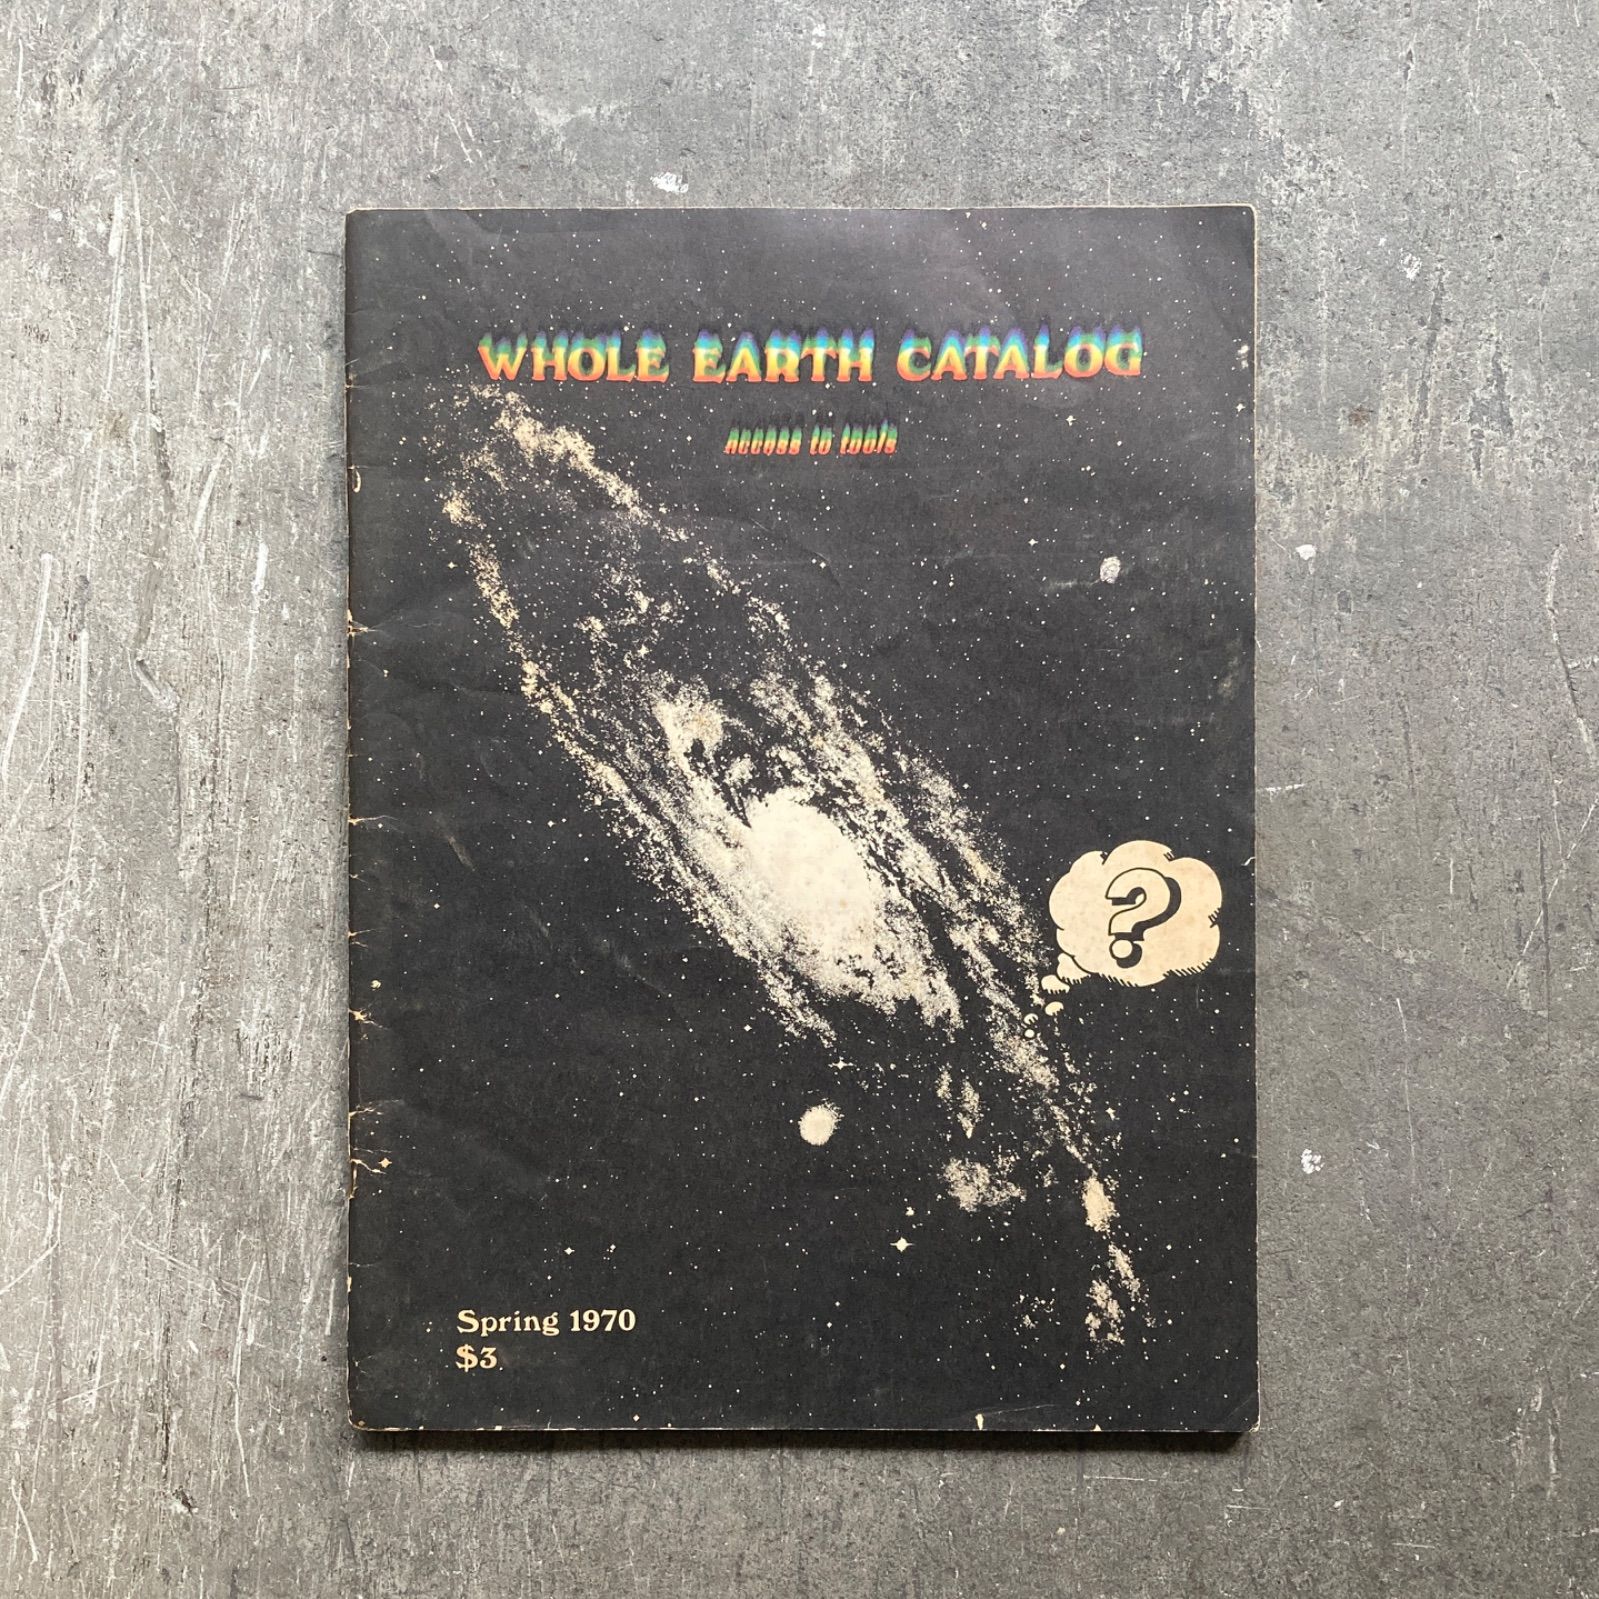 WHOLE EARTH CATALOG
access to tools
?
Spring 1970
$3